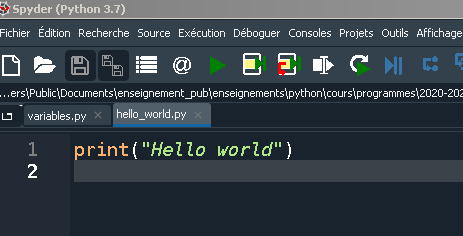 Spyder (Python 3.7)
Fichier Édition Recherche Source Exécution Déboguer Consoles Projets Outils Affichage
...ers\Public\Documents\enseignement_pub\enseignements\python\cours\programmes\2020-202
variables.py hello_world.py
1 print("Hello world")
2